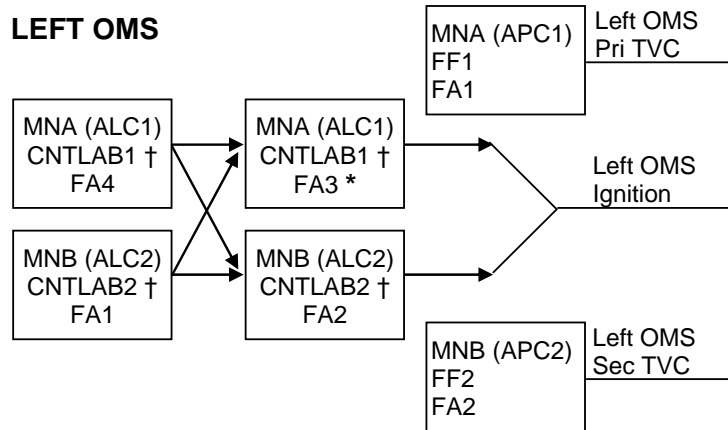 LEFT OMS
MNA (APC1)
FF1
FA1
Left OMS
Pri TVC
MNA (ALC1)
CNTLAB1 †
FA4
MNA (ALC1)
CNTLAB1 †
FA3 *
Left OMS
Ignition
MNB (ALC2)
CNTLAB2 †
FA1
MNB (ALC2)
CNTLAB2 †
FA2
MNB (APC2)
FF2
FA2
Left OMS
Sec TVC